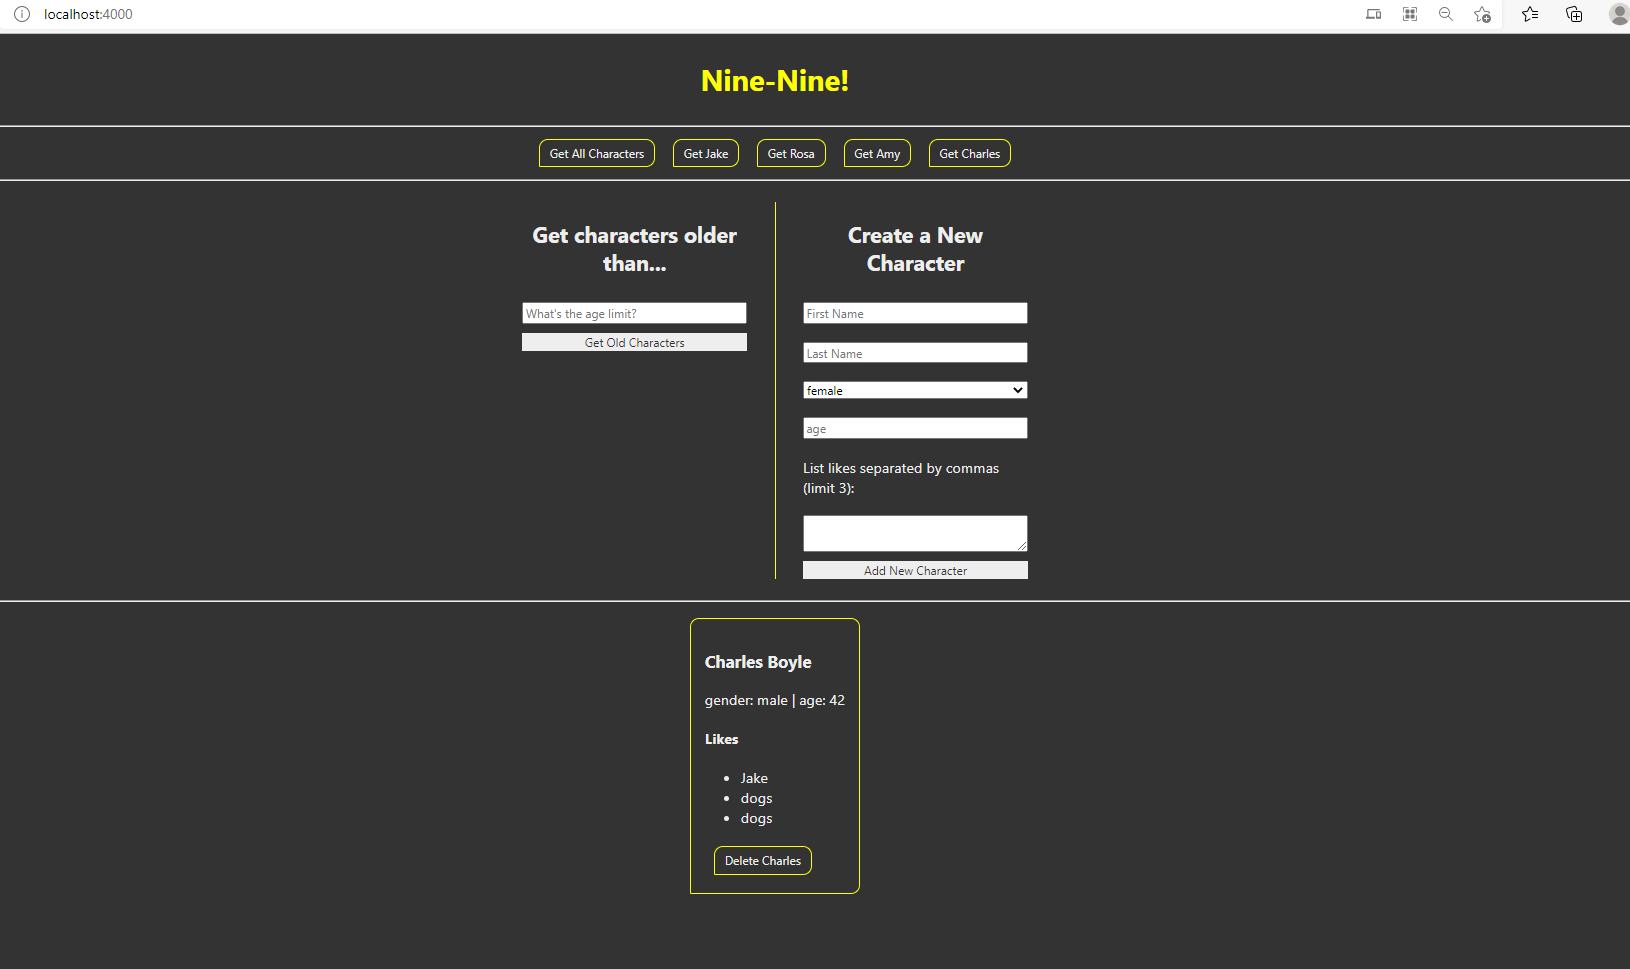 localhost:4000
Nine-Nine!
Get All Characters
Get Jake
Get Rosa
Get Amy
Get Charles
Get characters older
than...
What's the age limit?
Get Old Characters
Create a New
Character
First Name
Last Name
female
age
List likes separated by commas
(limit 3):
Add New Character
Charles Boyle
gender: male | age: 42
Likes
Jake
dogs
dogs
Delete Charles